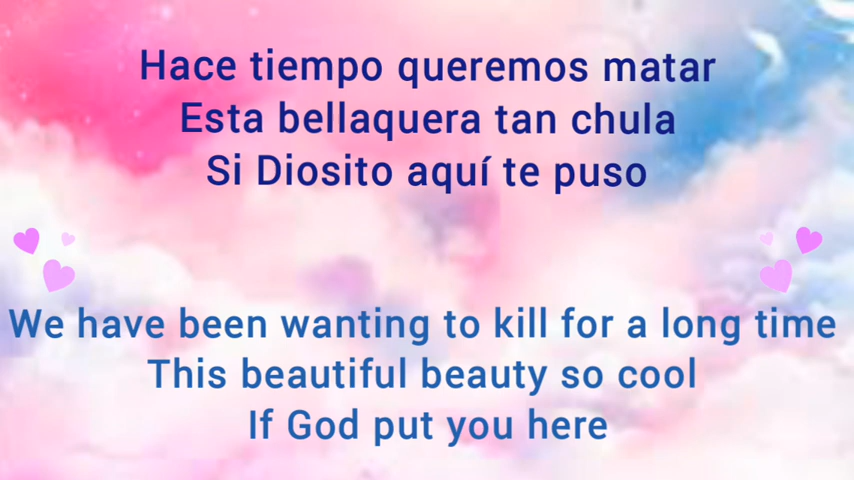 Hace tiempo queremos matar
Esta bellaquera tan chula
Si Diosito aquí te puso
We have been wanting to kill for a long time
This beautiful beauty so cool
If God put you here